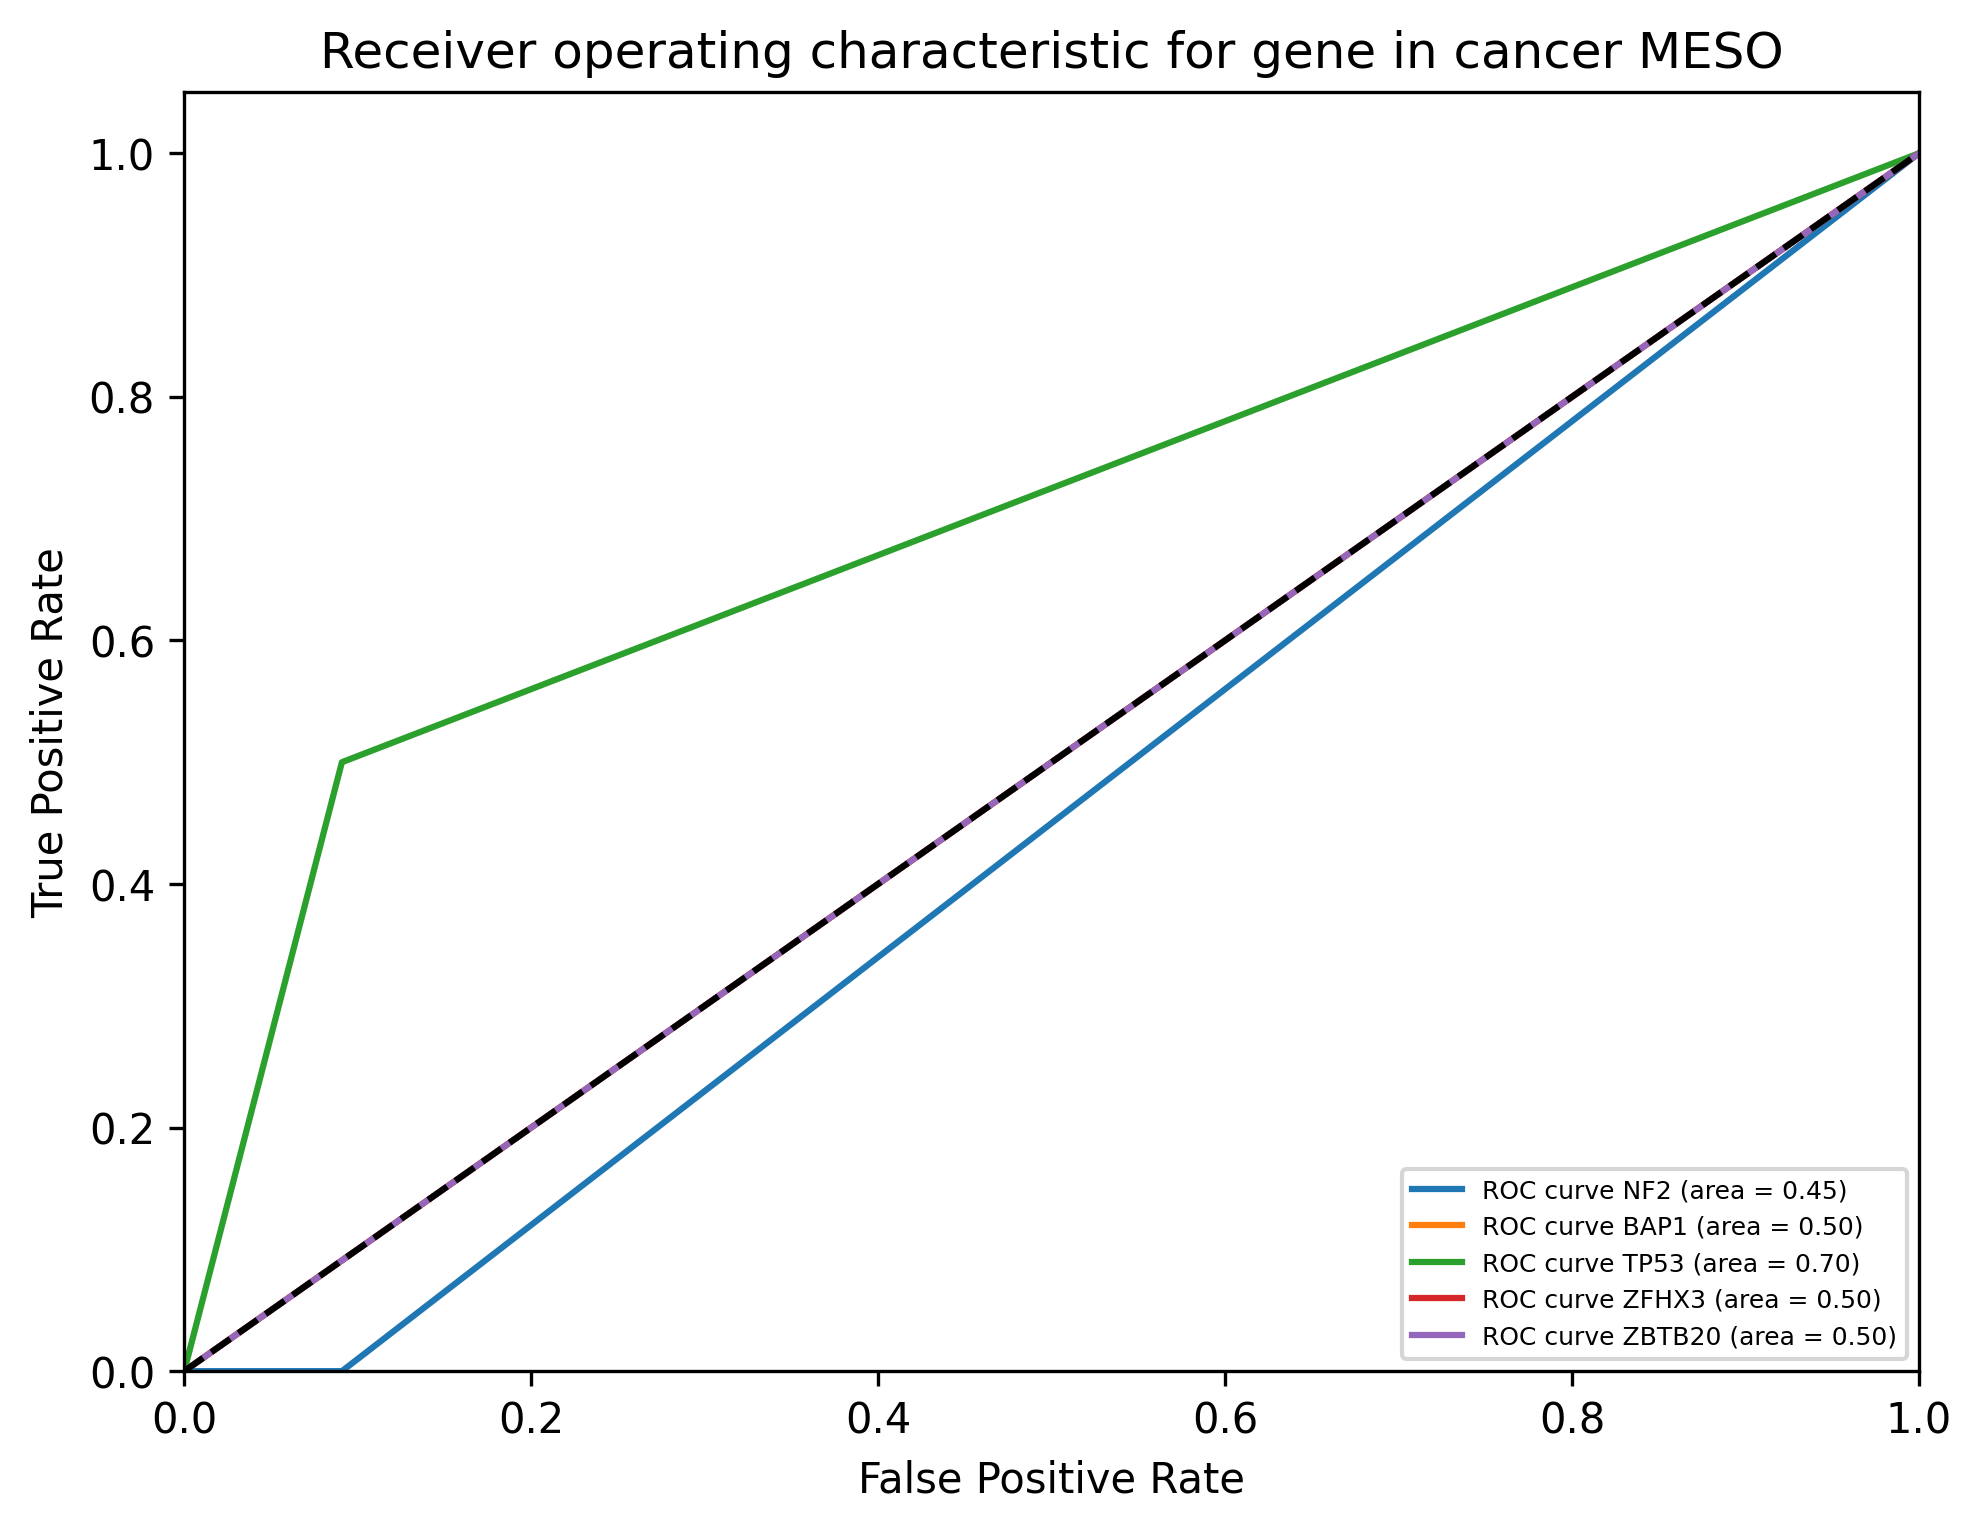 Receiver operating characteristic for gene in cancer MESO
True Positive Rate
1.0
0.8
0.6
0.4
0.2
0.0
ROC curve NF2 (area = 0.45)
ROC curve BAP1 (area = 0.50)
ROC curve TP53 (area = 0.70)
ROC curve ZFHX3 (area = 0.50)
ROC curve ZBTB20 (area = 0.50)
0.0 0.2 0.4 0.6 0.8 1.0
False Positive Rate